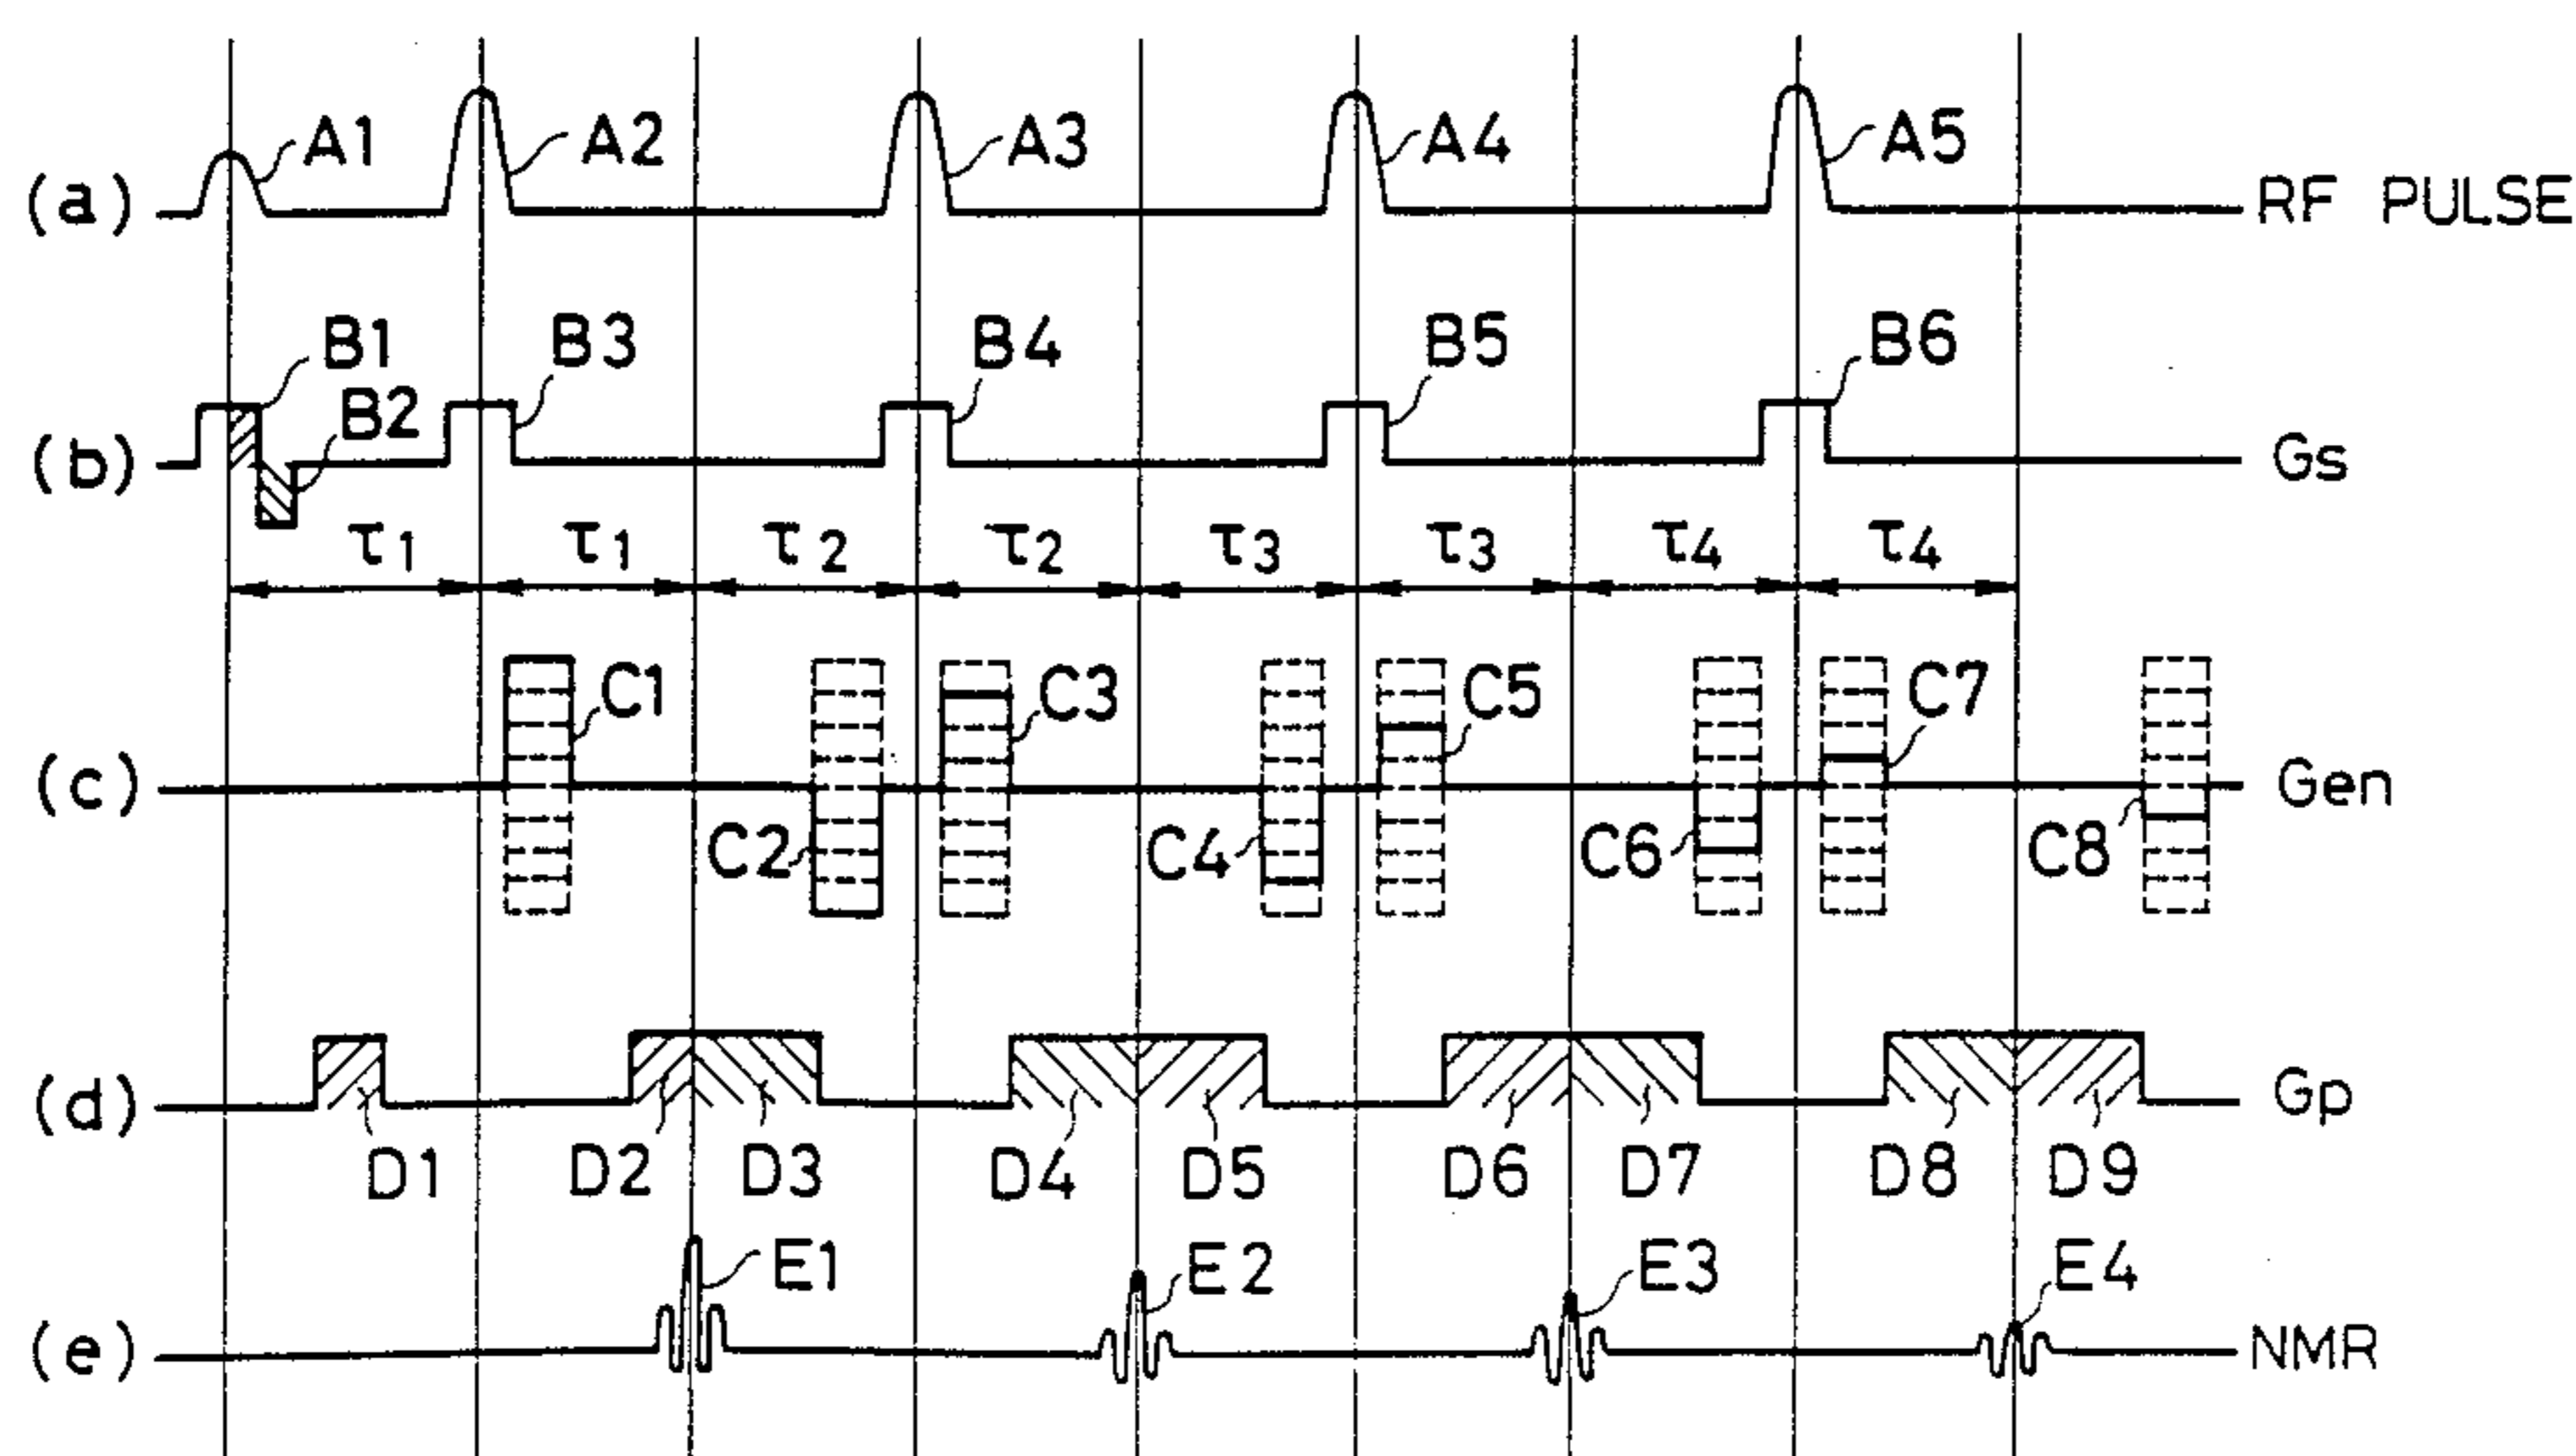 (a) A1 A2 A3 A4 A5 RF PULSE
(b) B1 B2 B3 B4 B5 B6 Gs
τ1 τ1 τ2 τ2 τ3 τ3 τ4 τ4
(c) C1 C2 C3 C4 C5 C6 C7 C8 Gen
(d) Gp
D1 D2 D3 D4 D5 D6 D7 D8 D9
(e) E1 E2 E3 E4 NMR